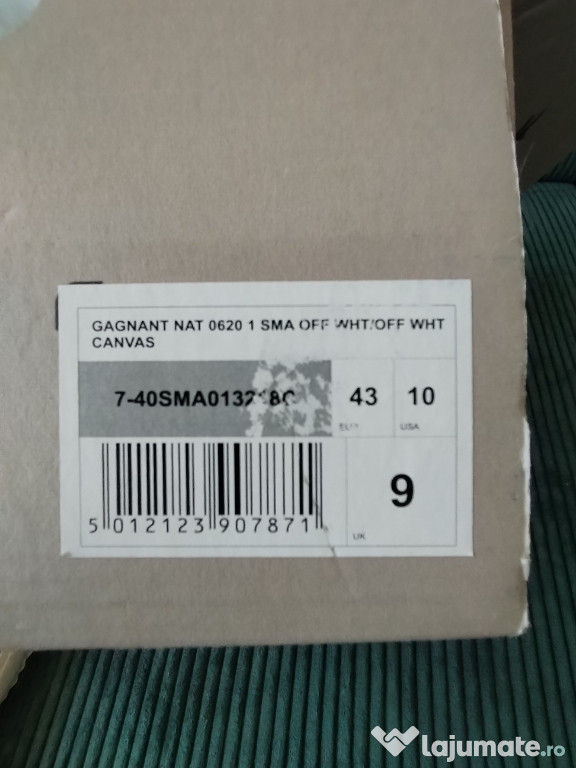 GAGNANT NAT 0620 1 SMA OFF WHT/OFF WHT
CANVAS
43 10
USA
9
UK
5 012123 907871
lajumate.ro